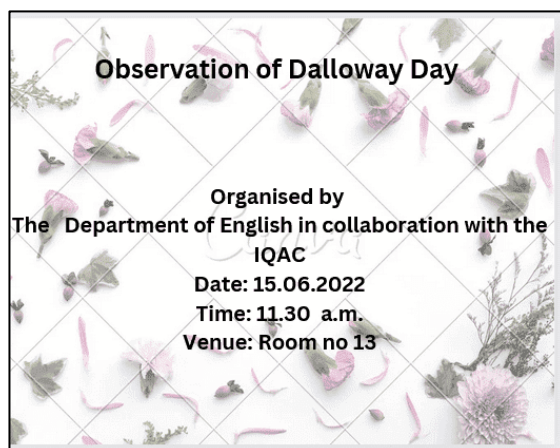 Observation of Dalloway Day
Organised by
The Department of English in collaboration with the
IQAC
Date: 15.06.2022
Time: 11.30 a.m.
Venue: Room no 13
Canva